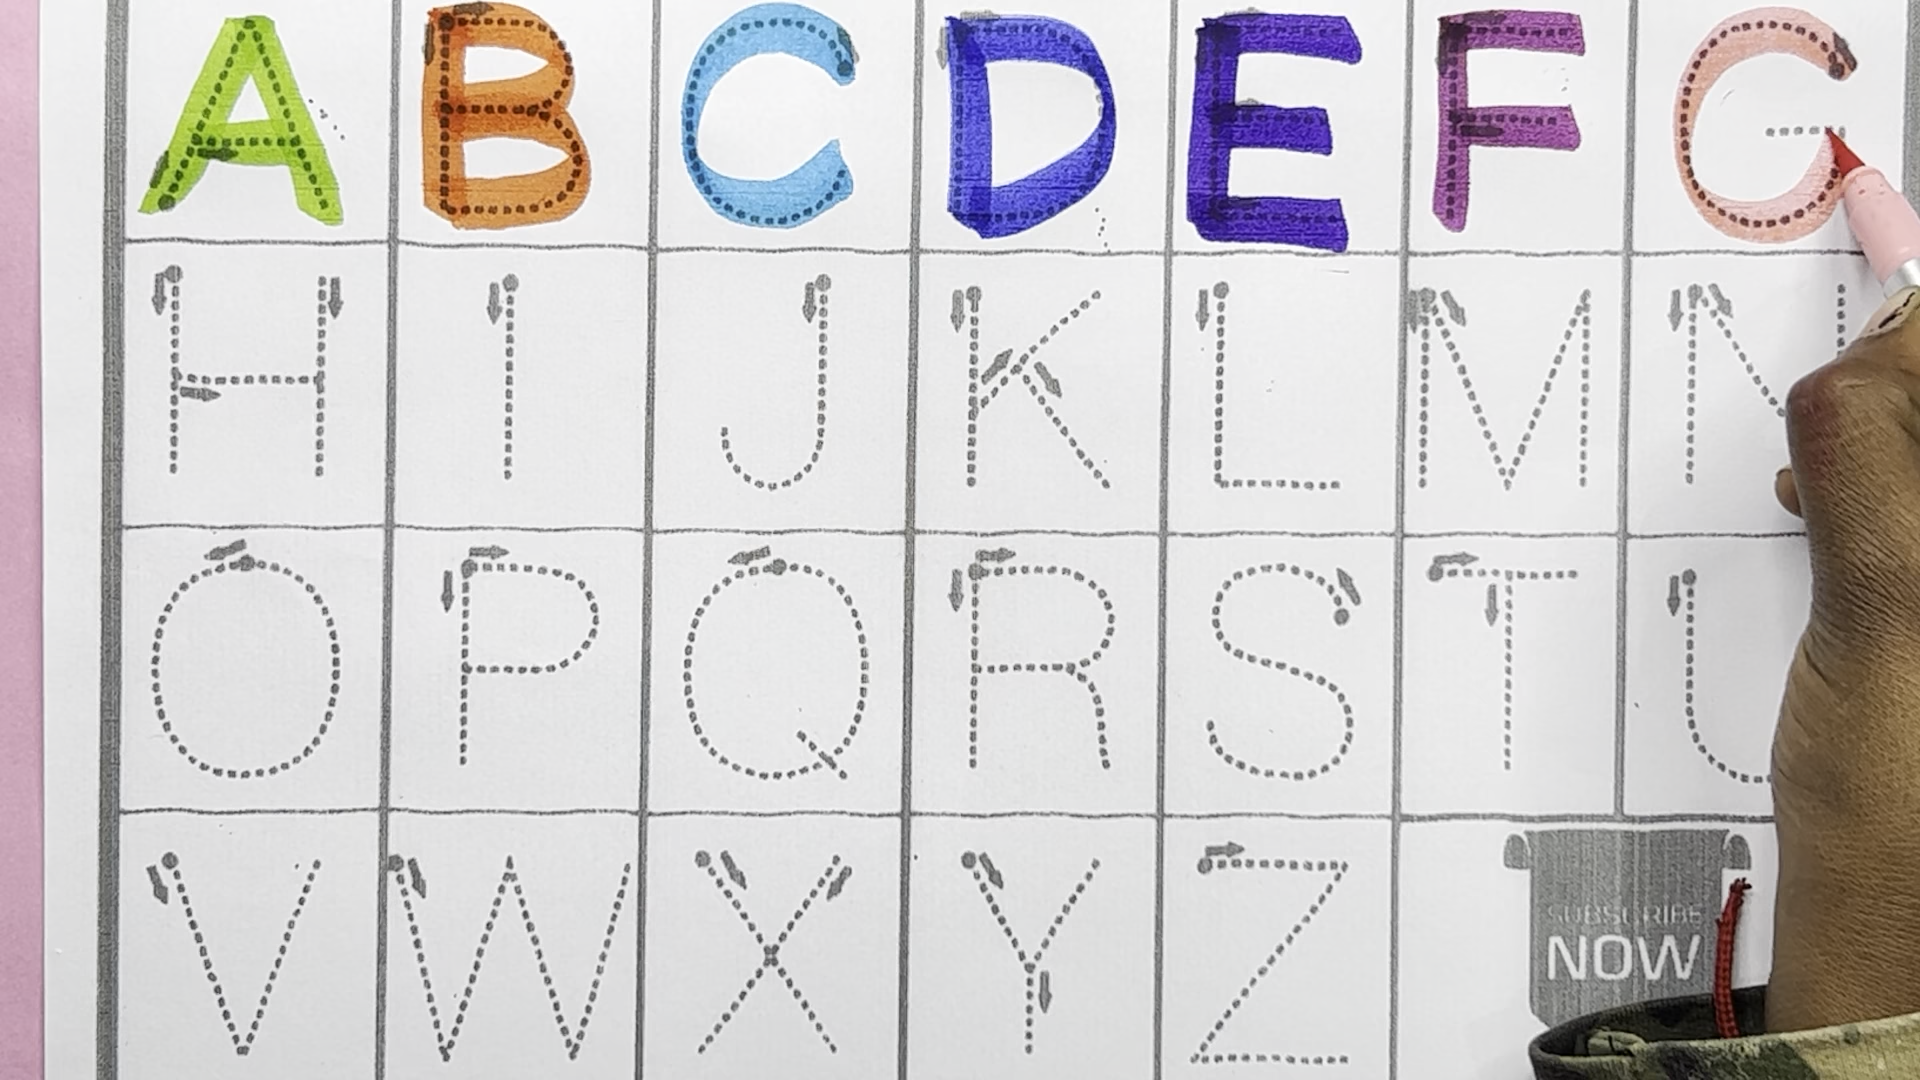 A B C D E F G
H I J K L M N
O P Q R S T U
V W X Y Z
SUBSCRIBE
NOW